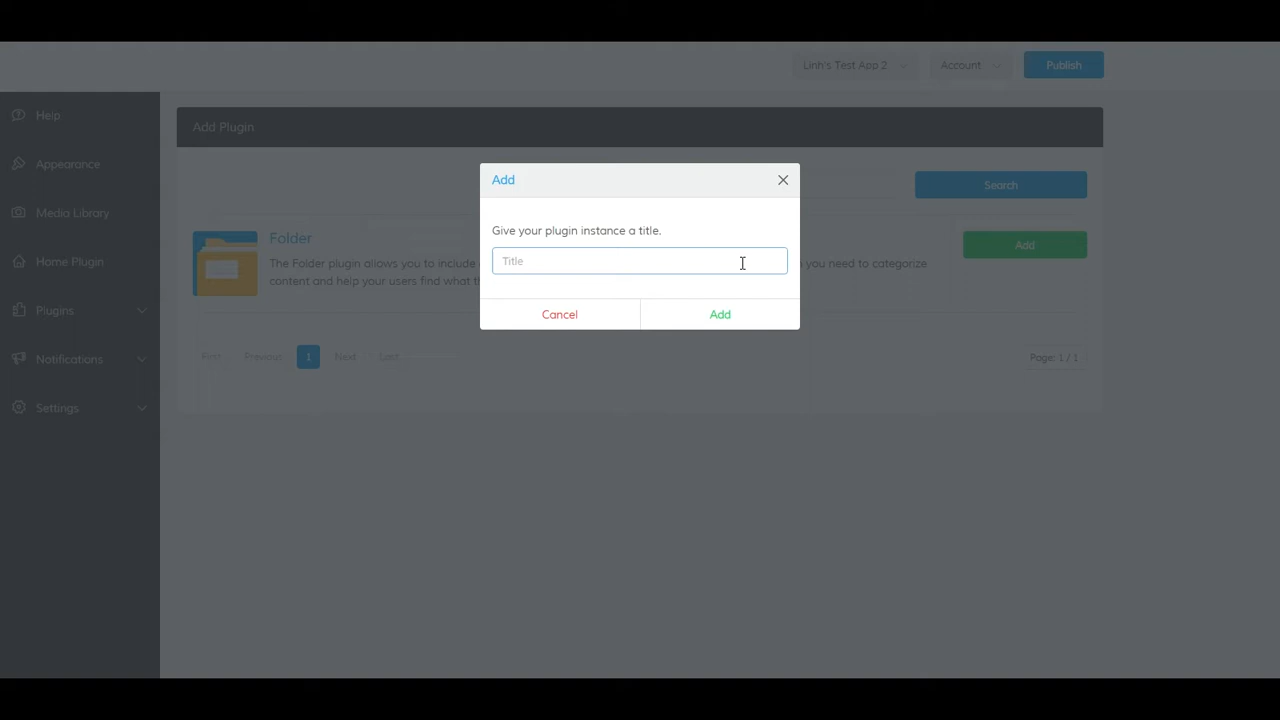 Linh's Test App 2
Account
Publish
Help
Appearance
Media Library
Home Plugin
Plugins
Notifications
Settings
Add Plugin
Search
Folder
The Folder plugin allows you to include
you need to categorize
content and help your users find what
Add
First
Previous
1
Next
Last
Page: 1 / 1
Add
Give your plugin instance a title.
Title
Cancel
Add